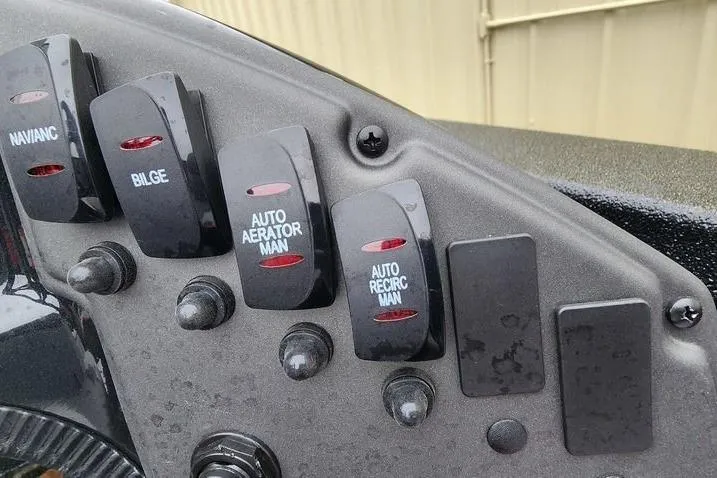 NAV/ANC
BILGE
AUTO
AERATOR
MAN
AUTO
RECIRC
MAN